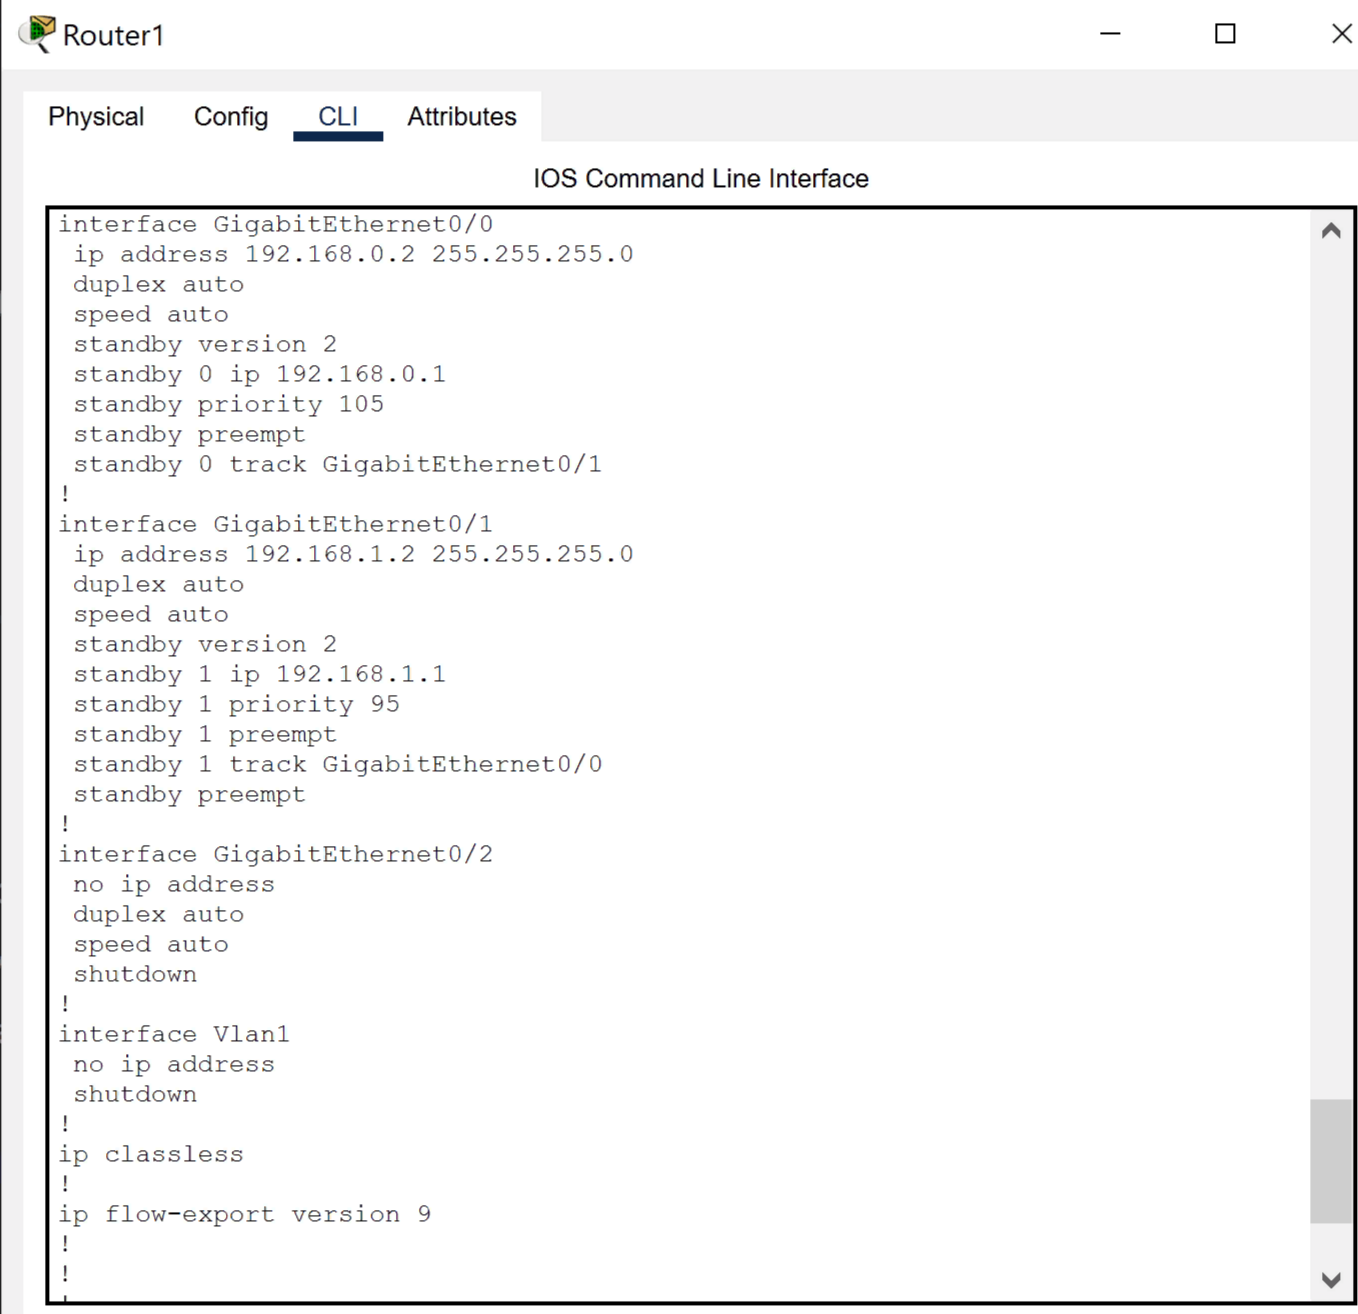 Router1
Physical Config CLI Attributes
IOS Command Line Interface
interface GigabitEthernet0/0
 ip address 192.168.0.2 255.255.255.0
 duplex auto
 speed auto
 standby version 2
 standby 0 ip 192.168.0.1
 standby priority 105
 standby preempt
 standby 0 track GigabitEthernet0/1
!
interface GigabitEthernet0/1
 ip address 192.168.1.2 255.255.255.0
 duplex auto
 speed auto
 standby version 2
 standby 1 ip 192.168.1.1
 standby 1 priority 95
 standby 1 preempt
 standby 1 track GigabitEthernet0/0
 standby preempt
!
interface GigabitEthernet0/2
 no ip address
 duplex auto
 speed auto
 shutdown
!
interface Vlan1
 no ip address
 shutdown
!
ip classless
!
ip flow-export version 9
!
!
!